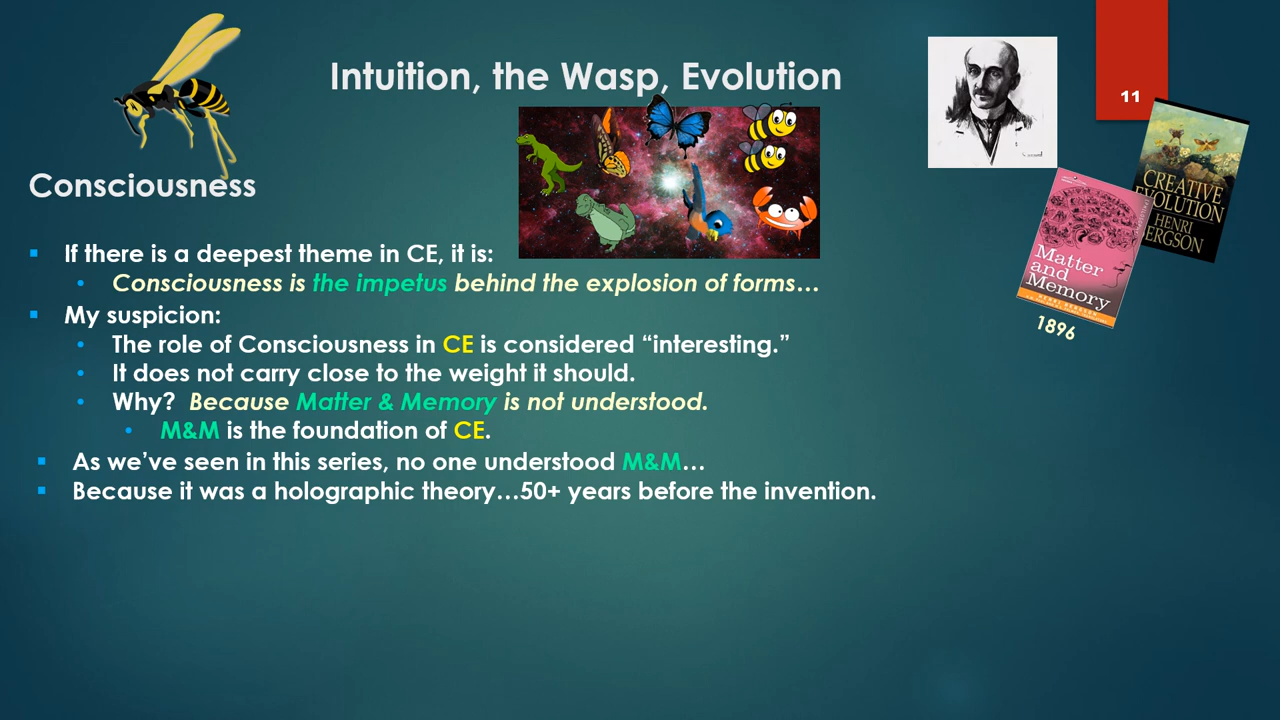 Intuition, the Wasp, Evolution
11
Consciousness
CREATIVE
EVOLUTION
HENRI
BERGSON
Matter
and
Memory
HENRI BERGSON
1896
If there is a deepest theme in CE, it is:
Consciousness is the impetus behind the explosion of forms…
My suspicion:
The role of Consciousness in CE is considered “interesting.”
It does not carry close to the weight it should.
Why? Because Matter & Memory is not understood.
M&M is the foundation of CE.
As we’ve seen in this series, no one understood M&M…
Because it was a holographic theory…50+ years before the invention.